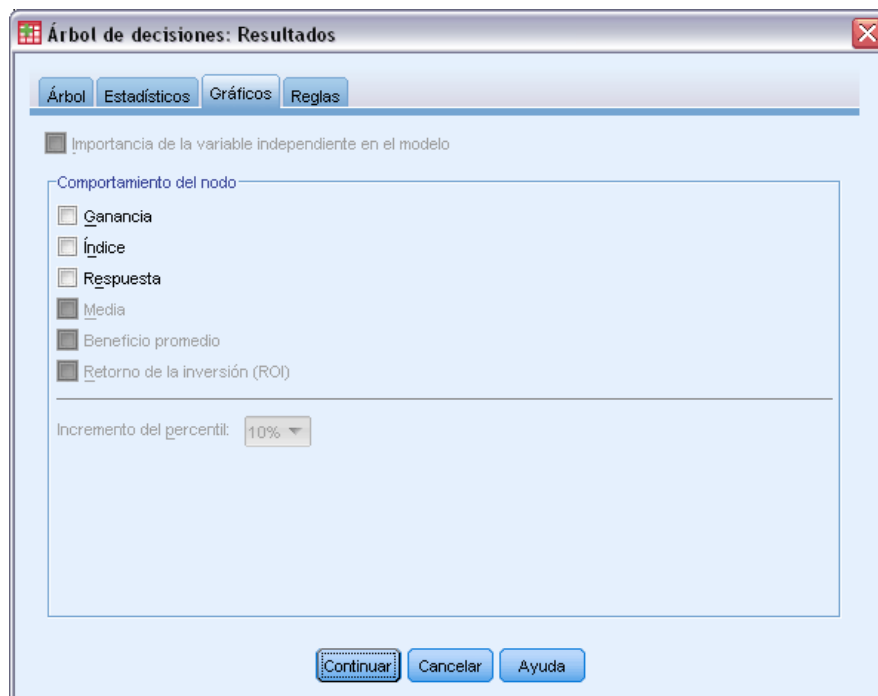 Árbol de decisiones: Resultados
Árbol Estadísticos Gráficos Reglas
Importancia de la variable independiente en el modelo
Comportamiento del nodo
Ganancia
Índice
Respuesta
Media
Beneficio promedio
Retorno de la inversión (ROI)
Incremento del percentil: 10%
Continuar Cancelar Ayuda